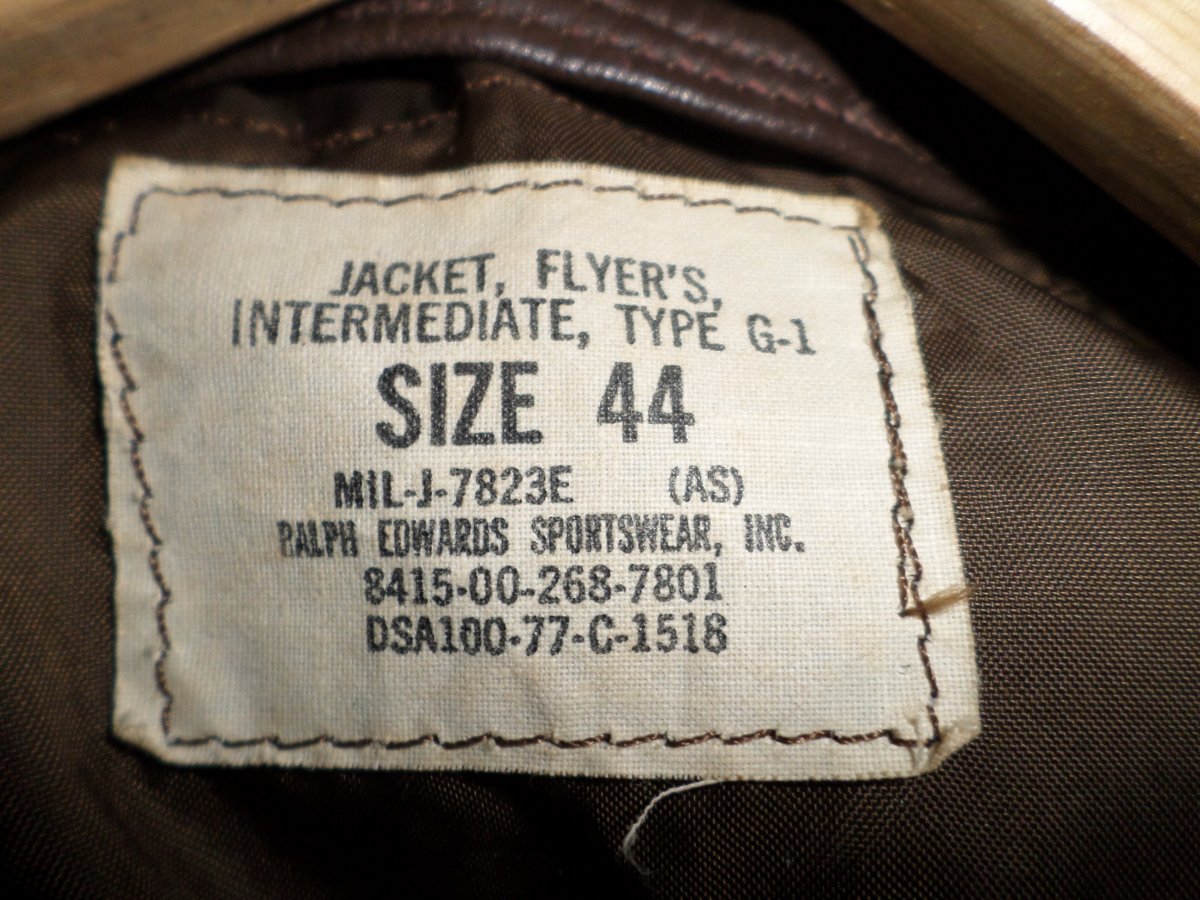 JACKET, FLYER'S,
INTERMEDIATE, TYPE G-1
SIZE 44
MIL-J-7823E (AS)
RALPH EDWARDS SPORTSWEAR, INC.
8415-00-268-7801
DSA100-77-C-1518